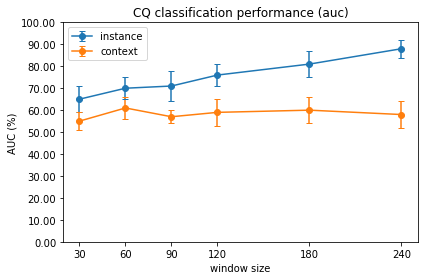 CQ classification performance (auc)
instance
context
AUC (%)
100.00
90.00
80.00
70.00
60.00
50.00
40.00
30.00
20.00
10.00
0.00
30 60 90 120 180 240
window size